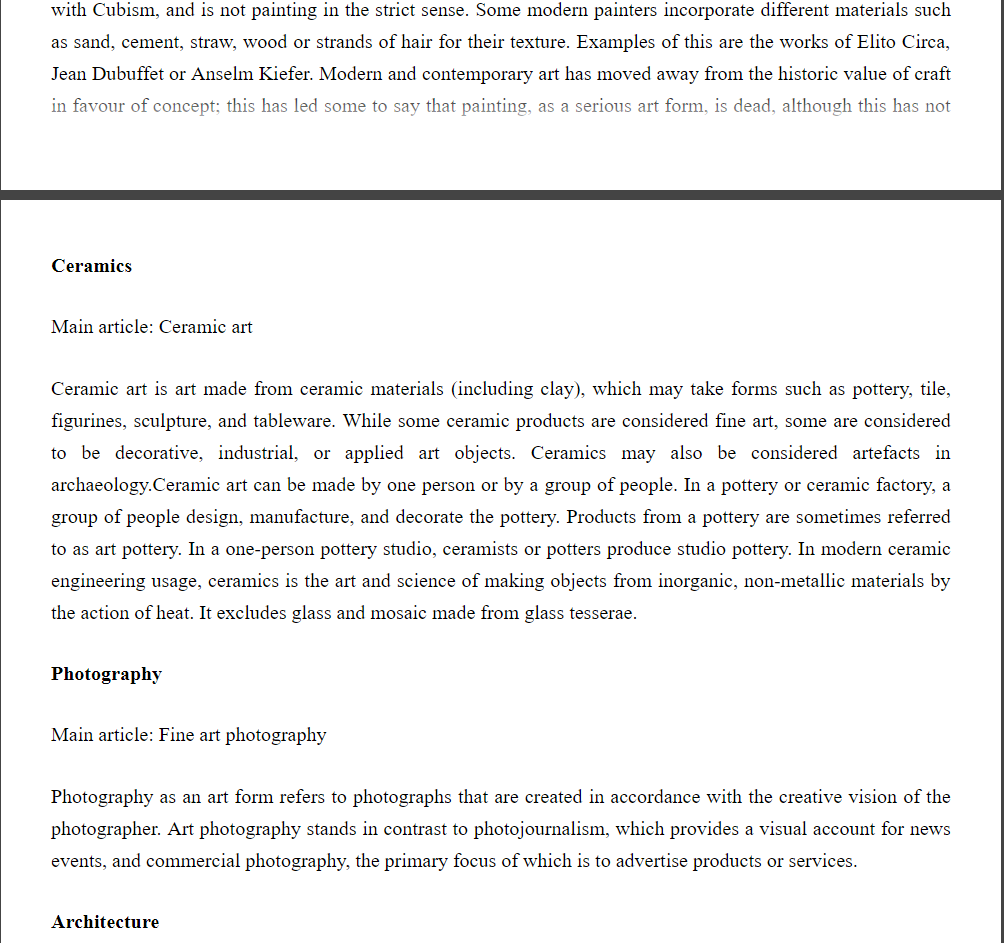 with Cubism, and is not painting in the strict sense. Some modern painters incorporate different materials such
as sand, cement, straw, wood or strands of hair for their texture. Examples of this are the works of Elito Circa,
Jean Dubuffet or Anselm Kiefer. Modern and contemporary art has moved away from the historic value of craft
in favour of concept; this has led some to say that painting, as a serious art form, is dead, although this has not
Ceramics
Main article: Ceramic art
Ceramic art is art made from ceramic materials (including clay), which may take forms such as pottery, tile,
figurines, sculpture, and tableware. While some ceramic products are considered fine art, some are considered
to be decorative, industrial, or applied art objects. Ceramics may also be considered artefacts in
archaeology.Ceramic art can be made by one person or by a group of people. In a pottery or ceramic factory, a
group of people design, manufacture, and decorate the pottery. Products from a pottery are sometimes referred
to as art pottery. In a one-person pottery studio, ceramists or potters produce studio pottery. In modern ceramic
engineering usage, ceramics is the art and science of making objects from inorganic, non-metallic materials by
the action of heat. It excludes glass and mosaic made from glass tesserae.
Photography
Main article: Fine art photography
Photography as an art form refers to photographs that are created in accordance with the creative vision of the
photographer. Art photography stands in contrast to photojournalism, which provides a visual account for news
events, and commercial photography, the primary focus of which is to advertise products or services.
Architecture